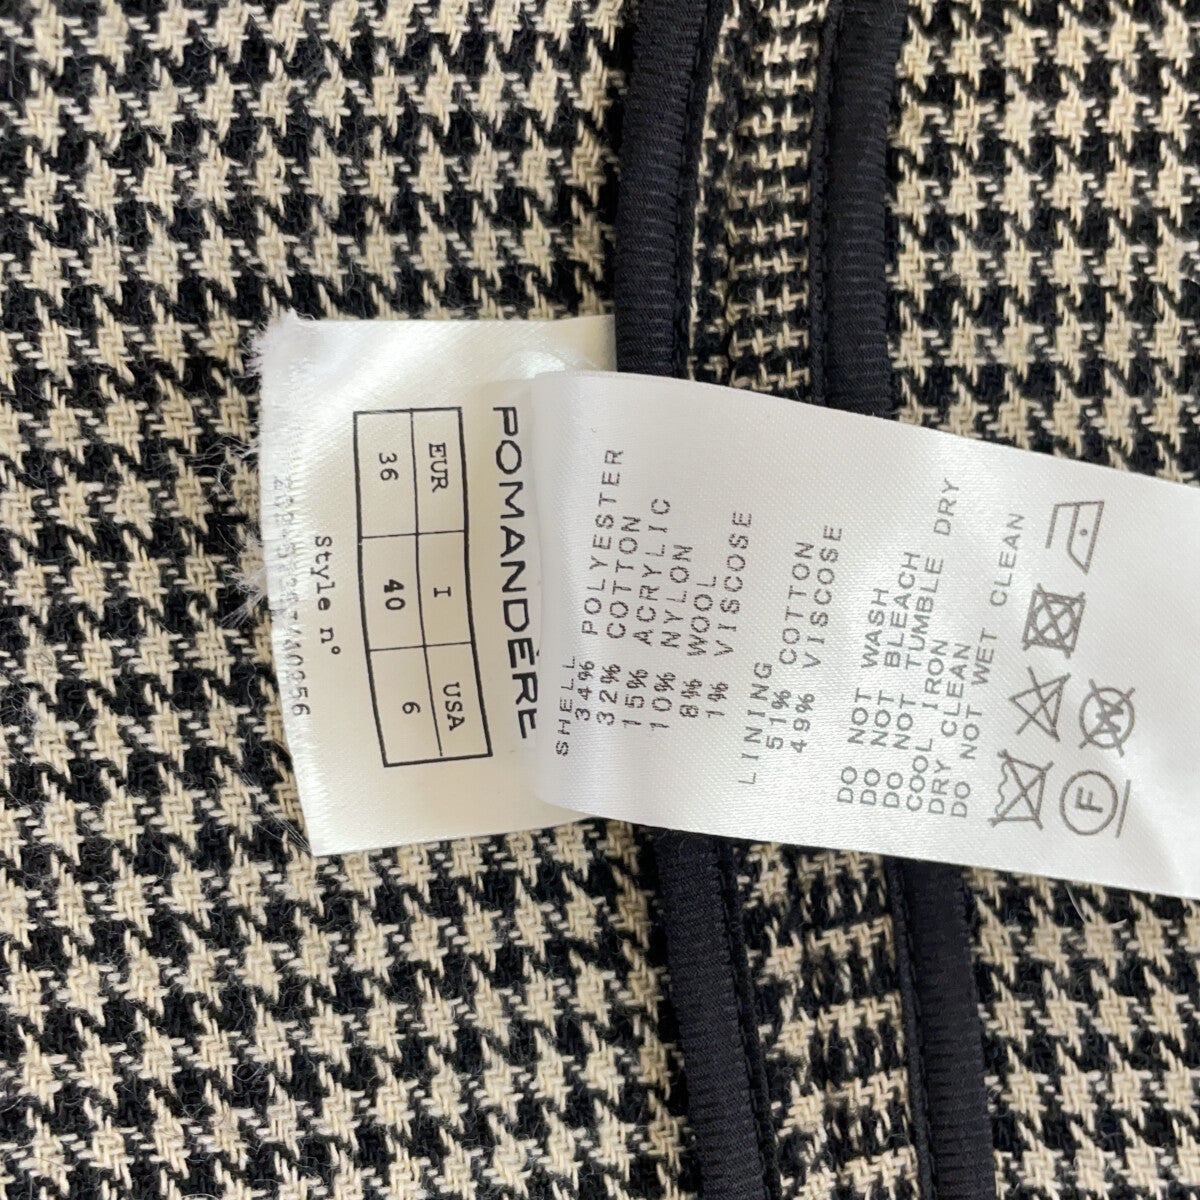 POMANDÈRE
EUR I USA
36 40 6
Style n°
SHELL
34% POLYESTER
32% COTTON
15% ACRYLIC
10% NYLON
8% WOOL
1% VISCOSE
LINING
51% COTTON
49% VISCOSE
DO NOT WASH
DO NOT BLEACH
DO NOT TUMBLE DRY
COOL IRON
DRY CLEAN
DO NOT WET CLEAN
F W